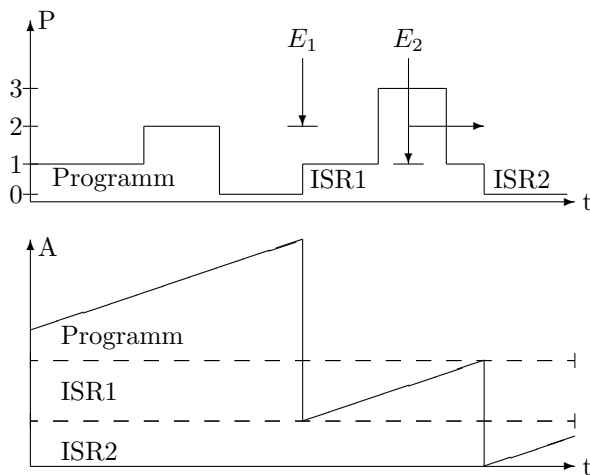 P
E1 E2
3
2
1
Programm ISR1 ISR2
0
t
A
Programm
ISR1
ISR2
t